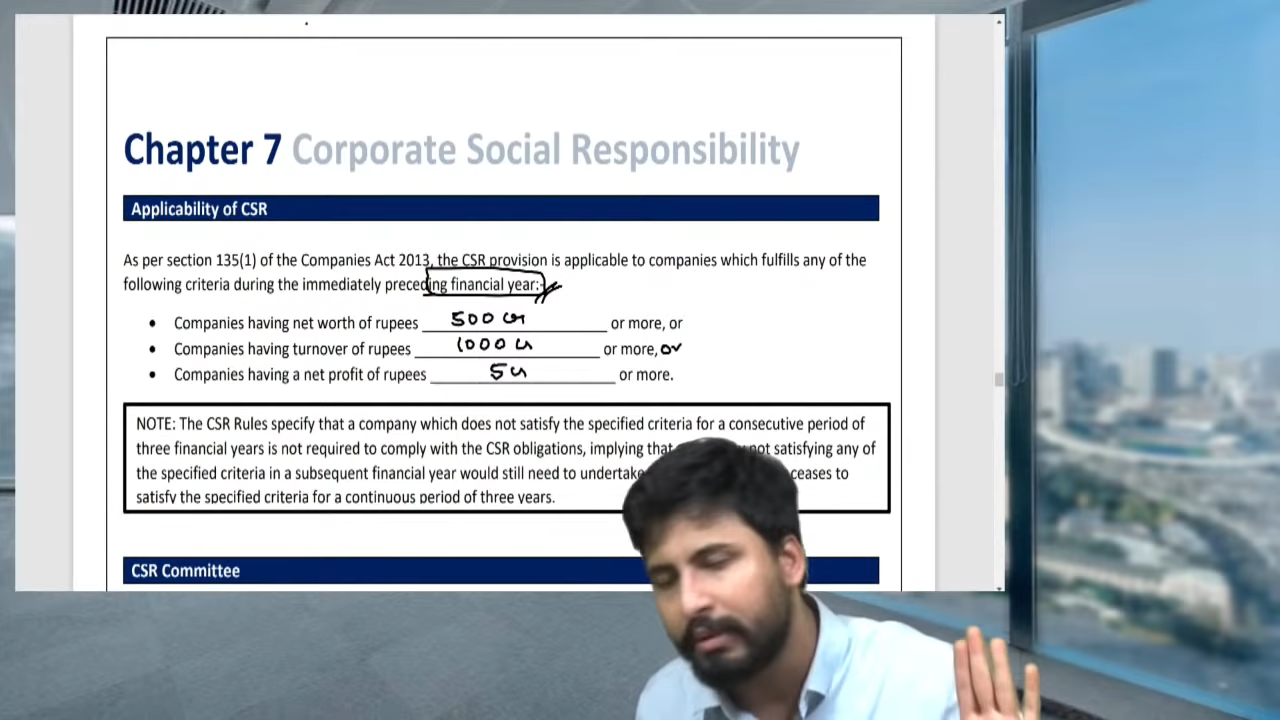 Chapter 7 Corporate Social Responsibility
Applicability of CSR
As per section 135(1) of the Companies Act 2013, the CSR provision is applicable to companies which fulfills any of the
following criteria during the immediately preceding financial year:-
• Companies having net worth of rupees 500 cr or more, or
• Companies having turnover of rupees 1000 cr or more, or
• Companies having a net profit of rupees 5 cr or more.
NOTE: The CSR Rules specify that a company which does not satisfy the specified criteria for a consecutive period of
three financial years is not required to comply with the CSR obligations, implying that not satisfying any of
the specified criteria in a subsequent financial year would still need to undertake ceases to
satisfy the specified criteria for a continuous period of three years.
CSR Committee